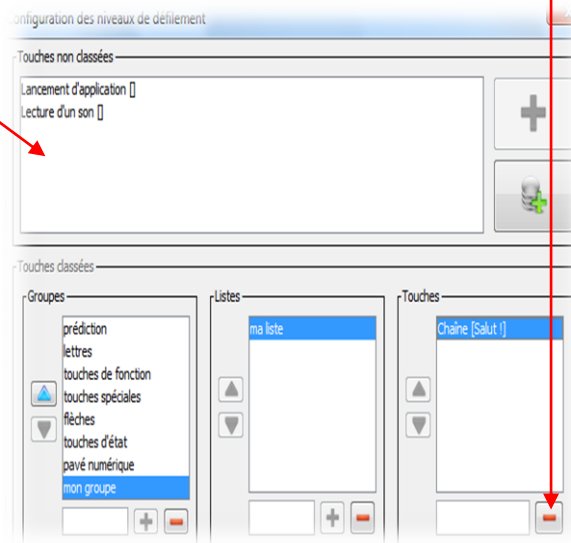 onfiguration des niveaux de défilement
Touches non classées
Lancement d'application []
Lecture d'un son []
Touches classées
Groupes
prédiction
lettres
touches de fonction
touches spéciales
flèches
touches d'état
pavé numérique
mon groupe
Listes
ma liste
Touches
Chaîne [Salut !]